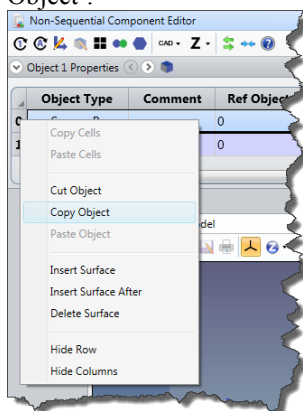 Object :
Non-Sequential Component Editor
CAD Z
Object 1 Properties
Object Type Comment Ref Object
0
1 0
Copy Cells
Paste Cells
Cut Object
Copy Object
Paste Object
Insert Surface
Insert Surface After
Delete Surface
Hide Row
Hide Columns